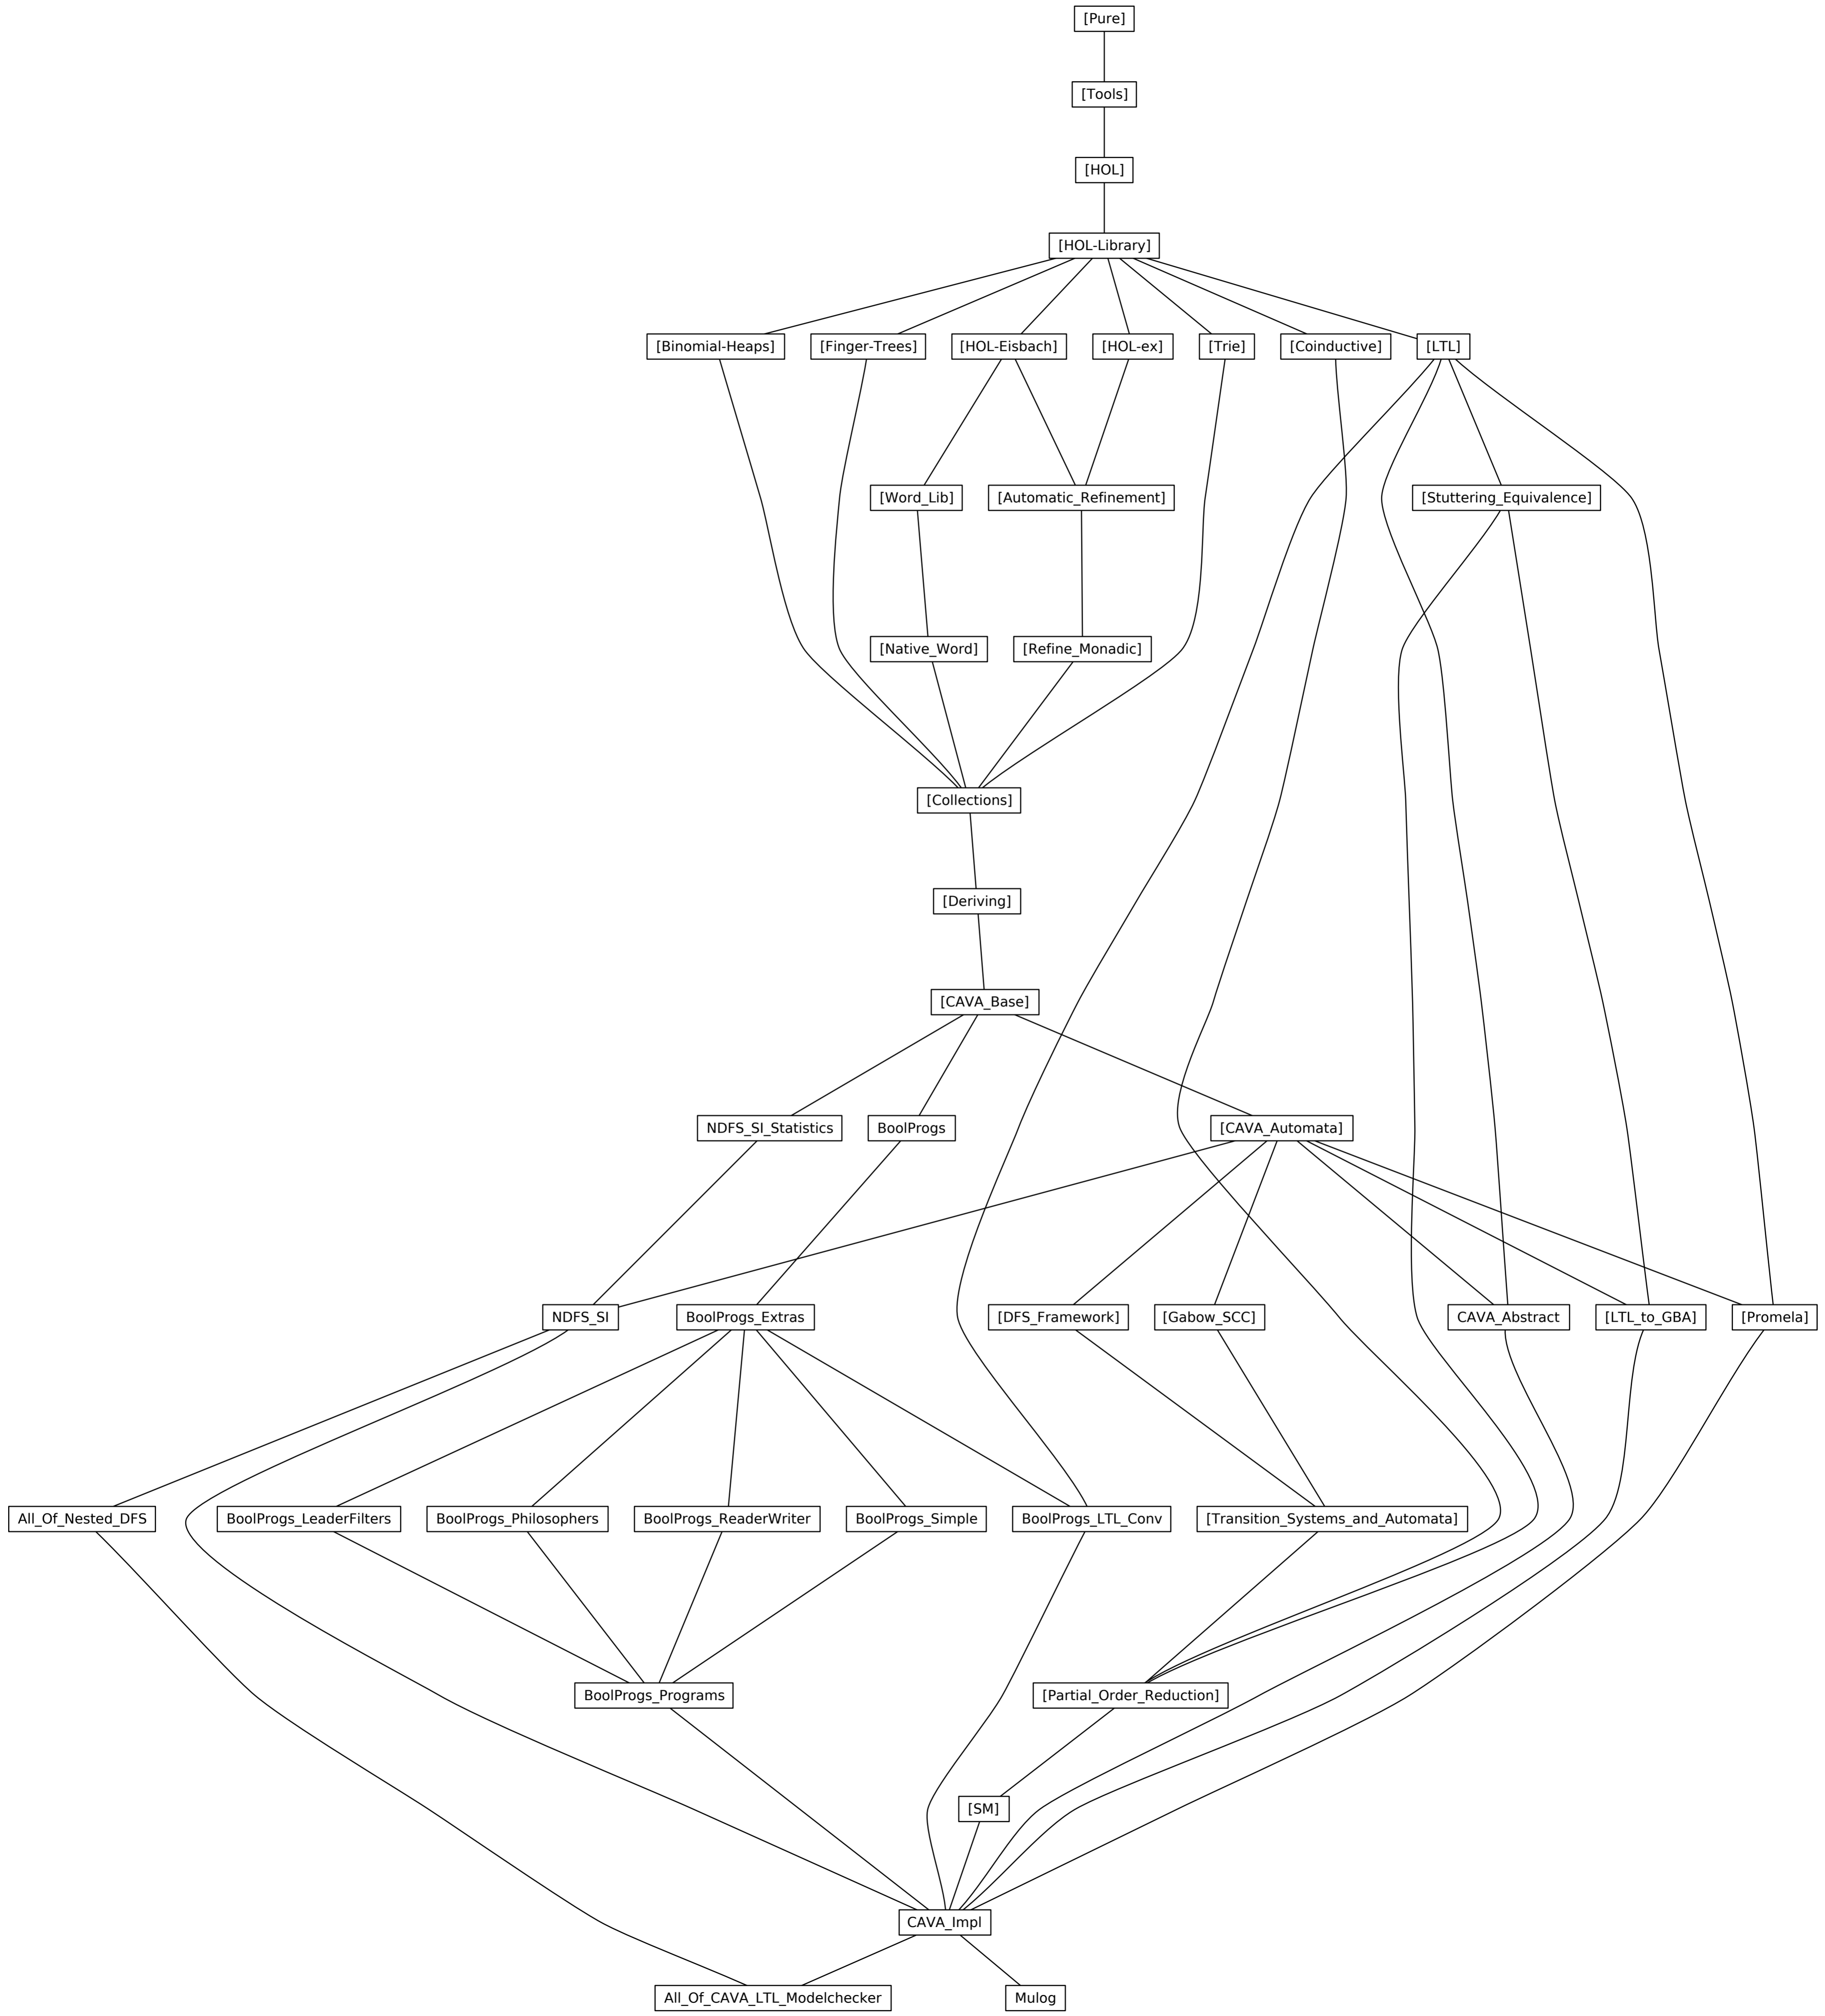 [Pure]
[Tools]
[HOL]
[HOL-Library]
[Binomial-Heaps]
[Finger-Trees]
[HOL-Eisbach]
[HOL-ex]
[Trie]
[Coinductive]
[LTL]
[Word_Lib]
[Automatic_Refinement]
[Stuttering_Equivalence]
[Native_Word]
[Refine_Monadic]
[Collections]
[Deriving]
[CAVA_Base]
NDFS_SI_Statistics
BoolProgs
[CAVA_Automata]
NDFS_SI
BoolProgs_Extras
[DFS_Framework]
[Gabow_SCC]
CAVA_Abstract
[LTL_to_GBA]
[Promela]
All_Of_Nested_DFS
BoolProgs_LeaderFilters
BoolProgs_Philosophers
BoolProgs_ReaderWriter
BoolProgs_Simple
BoolProgs_LTL_Conv
[Transition_Systems_and_Automata]
BoolProgs_Programs
[Partial_Order_Reduction]
[SM]
CAVA_Impl
All_Of_CAVA_LTL_Modelchecker
Mulog